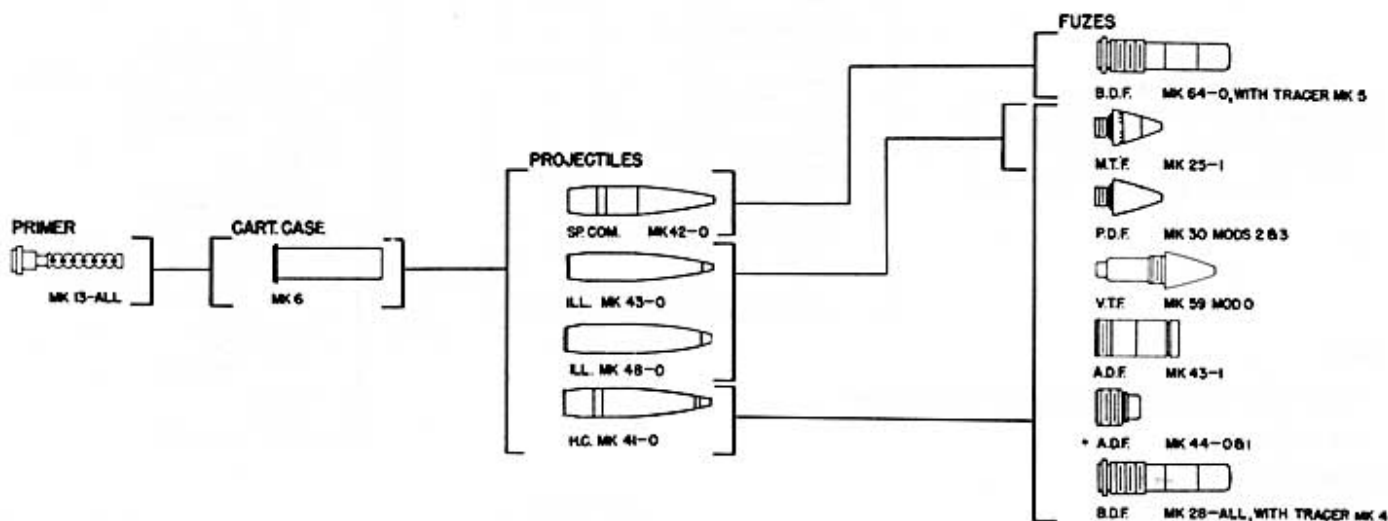 PRIMER
MK 13-ALL
CART. CASE
MK 6
PROJECTILES
SP. COM. MK 42-0
ILL. MK 43-0
ILL. MK 48-0
H.C. MK 41-0
FUZES
B.D.F. MK 64-0, WITH TRACER MK 5
M.T.F. MK 25-1
P.D.F. MK 30 MODS 2&3
V.T.F. MK 59 MOD 0
A.D.F. MK 43-1
* A.D.F. MK 44-0&1
B.D.F. MK 28-ALL, WITH TRACER MK 4